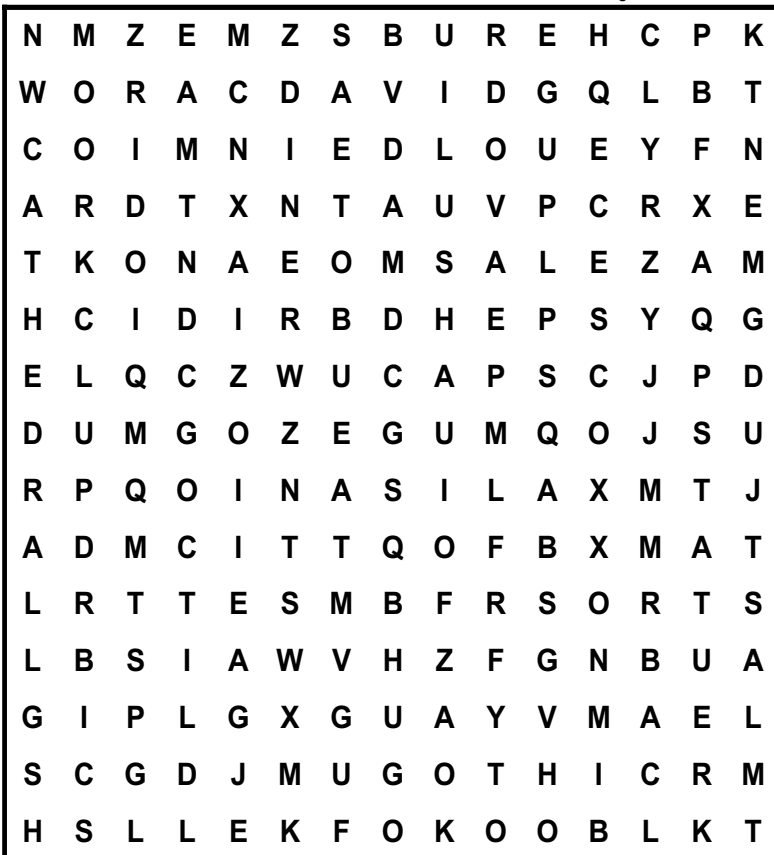 N M Z E M Z S B U R E H C P K
W O R A C D A V I D G Q L B T
C O I M N I E D L O U E Y F N
A R D T X N T A U V P C R X E
T K O N A E O M S A L E Z A M
H C I D I R B D H E P S Y Q G
E L Q C Z W U C A P S C J P D
D U M G O Z E G U M Q O J S U
R P Q O I N A S I L A X M T J
A D M C I T T Q O F B X M A T
L R T T E S M B F R S O R T S
L B S I A W V H Z F G N B U A
G I P L G X G U A Y V M A E L
S C G D J M U G O T H I C R M
H S L L E K F O K O O B L K T